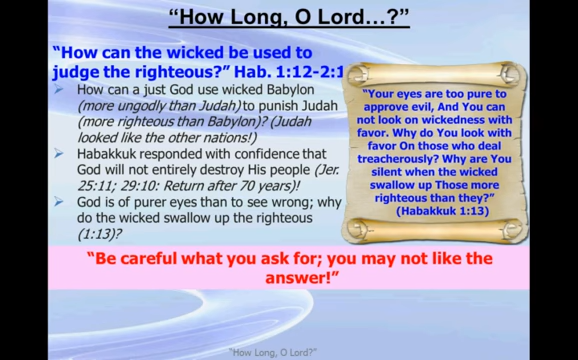 “How Long, O Lord…?”
“How can the wicked be used to
judge the righteous?” Hab. 1:12-2:1
How can a just God use wicked Babylon
(more ungodly than Judah)to punish Judah
(more righteous than Babylon)? (Judah
looked like the other nations!)
Habakkuk responded with confidence that
God will not entirely destroy His people (Jer.
25:11; 29:10: Return after 70 years)!
God is of purer eyes than to see wrong; why
do the wicked swallow up the righteous
(1:13)?
“Your eyes are too pure to
approve evil, And You can
not look on wickedness with
favor. Why do You look with
favor On those who deal
treacherously? Why are You
silent when the wicked
swallow up Those more
righteous than they?”
(Habakkuk 1:13)
“Be careful what you ask for; you may not like the
answer!”
“How Long, O Lord?”